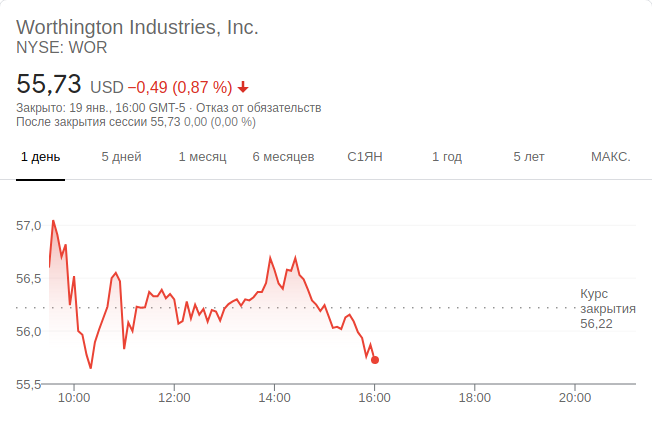 Worthington Industries, Inc.
NYSE: WOR
55,73 USD −0,49 (0,87 %)
Закрыто: 19 янв., 16:00 GMT-5 · Отказ от обязательств
После закрытия сессии 55,73 0,00 (0,00 %)
1 день 5 дней 1 месяц 6 месяцев С1ЯН 1 год 5 лет МАКС.
57,0
56,5
Курс
закрытия
56,22
56,0
55,5
10:00 12:00 14:00 16:00 18:00 20:00